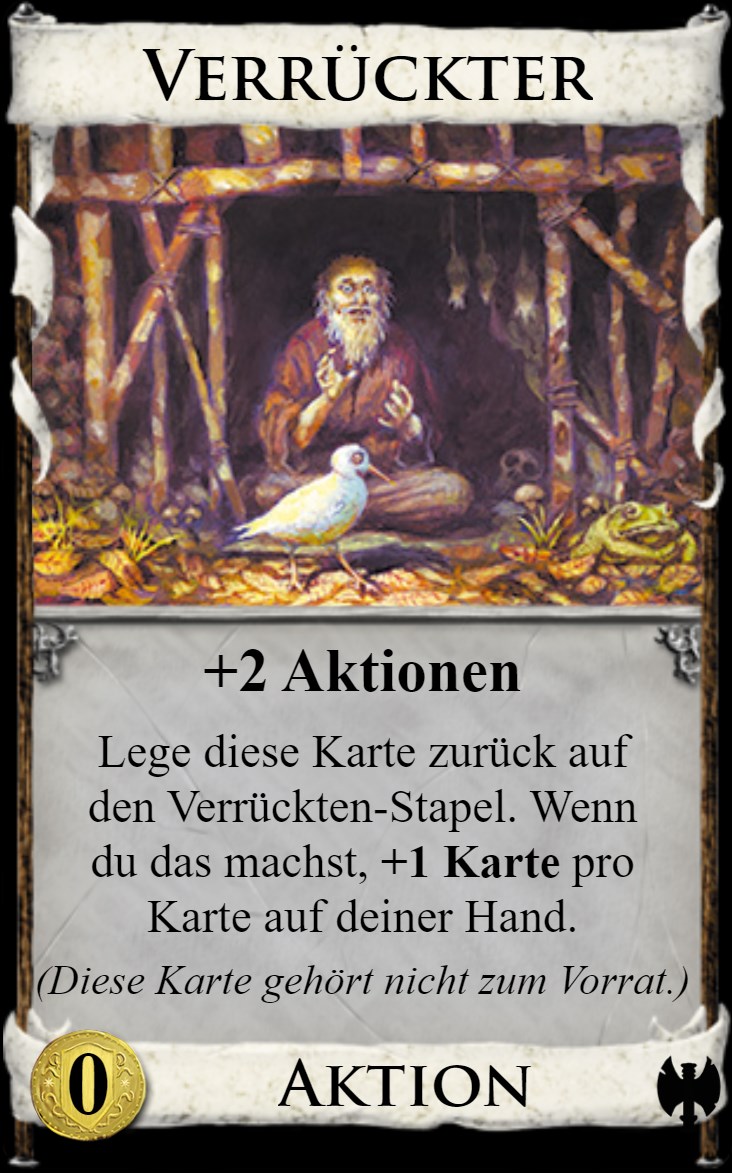 VERRÜCKTER
+2 Aktionen
Lege diese Karte zurück auf
den Verrückten-Stapel. Wenn
du das machst, +1 Karte pro
Karte auf deiner Hand.
(Diese Karte gehört nicht zum Vorrat.)
0 AKTION